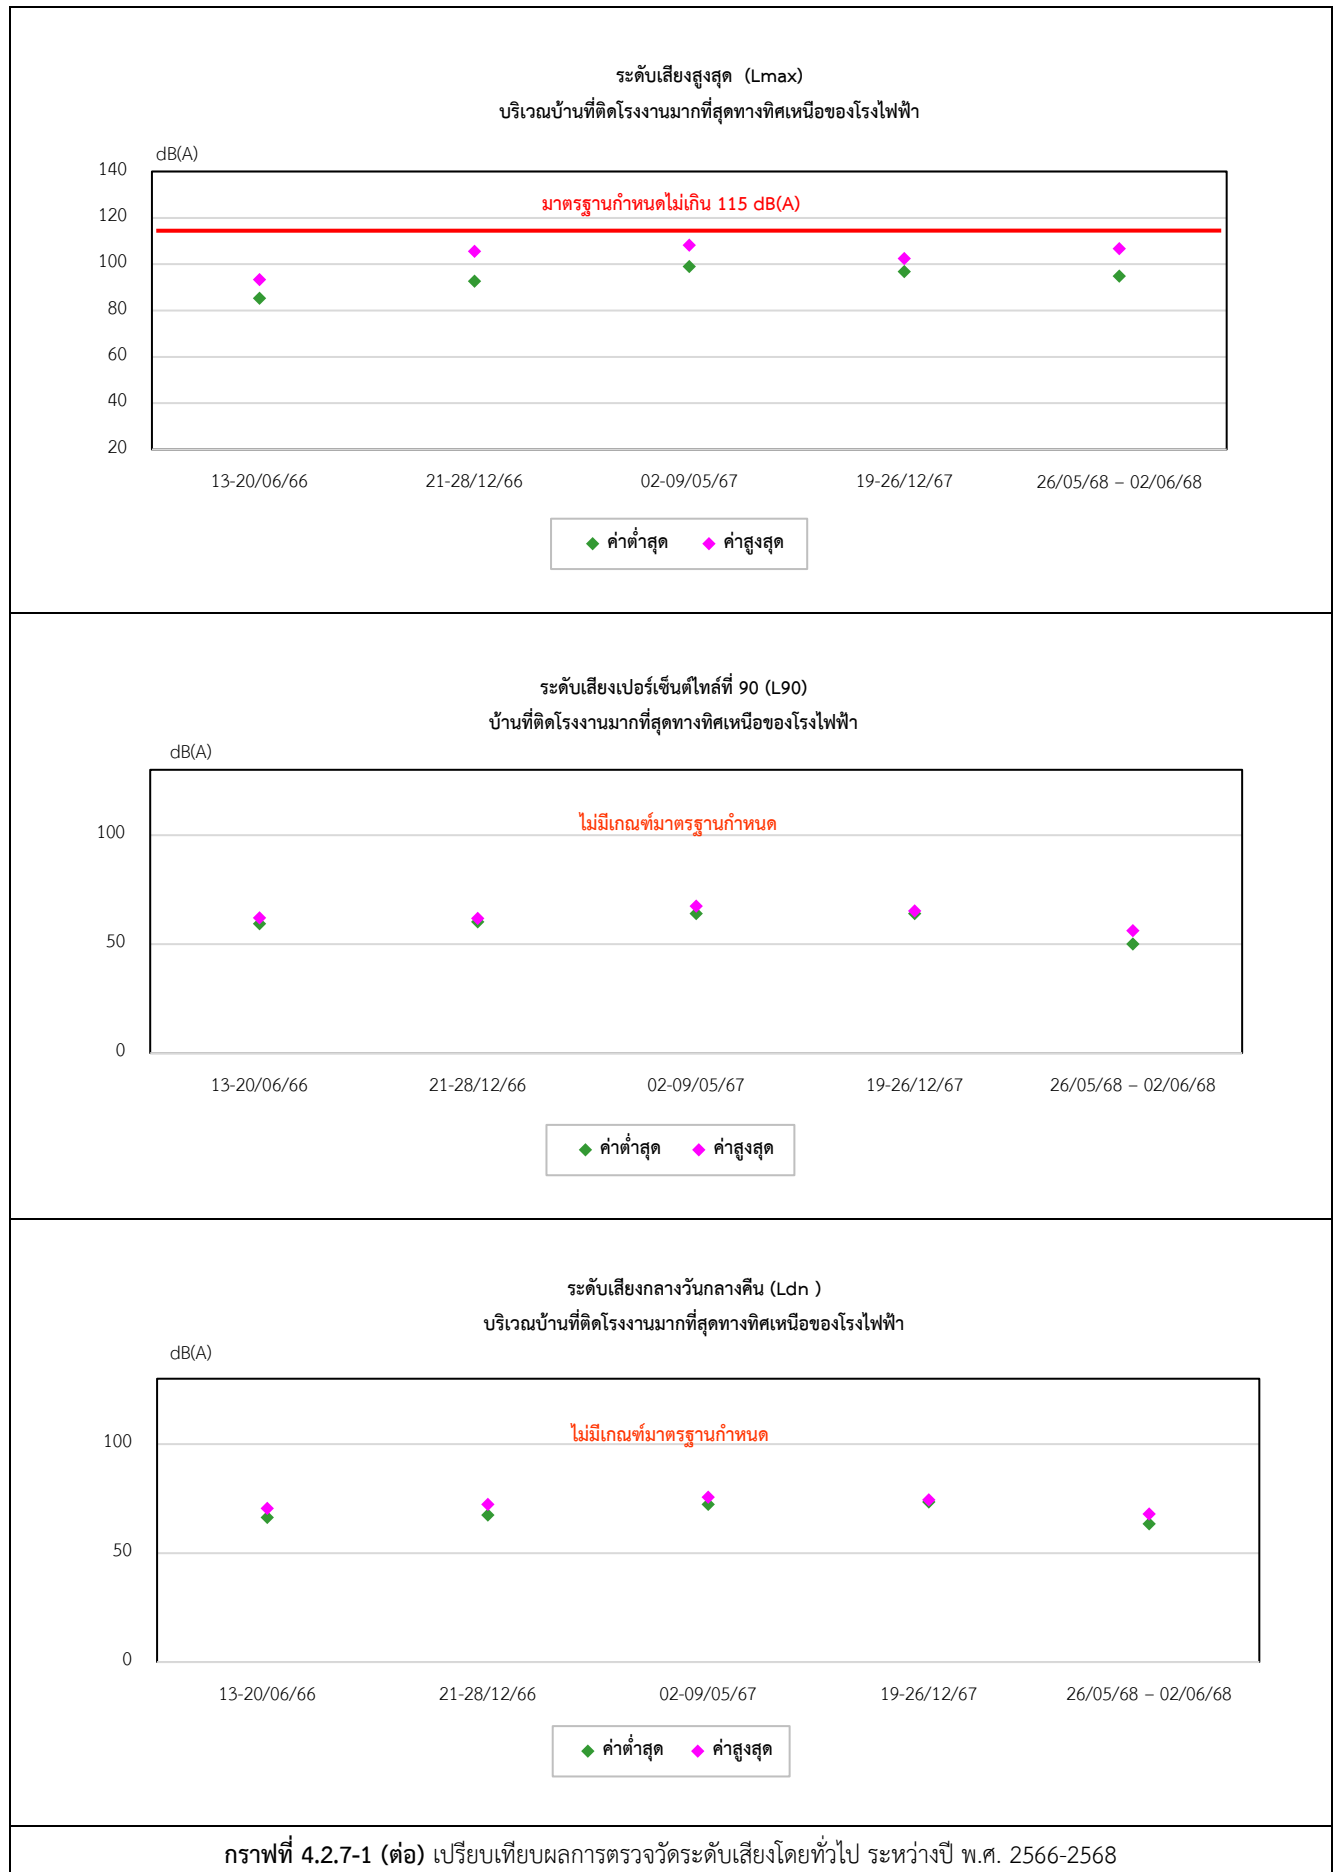 ระดับเสียงสูงสุด (Lmax)
บริเวณบ้านที่ติดโรงงานมากที่สุดทางทิศเหนือของโรงไฟฟ้า
dB(A)
140
120
100
80
60
40
20
มาตรฐานกำหนดไม่เกิน 115 dB(A)
13-20/06/66 21-28/12/66 02-09/05/67 19-26/12/67 26/05/68 – 02/06/68
ค่าต่ำสุด ค่าสูงสุด
ระดับเสียงเปอร์เซ็นต์ไทล์ที่ 90 (L90)
บ้านที่ติดโรงงานมากที่สุดทางทิศเหนือของโรงไฟฟ้า
dB(A)
100
50
0
ไม่มีเกณฑ์มาตรฐานกำหนด
13-20/06/66 21-28/12/66 02-09/05/67 19-26/12/67 26/05/68 – 02/06/68
ค่าต่ำสุด ค่าสูงสุด
ระดับเสียงกลางวันกลางคืน (Ldn )
บริเวณบ้านที่ติดโรงงานมากที่สุดทางทิศเหนือของโรงไฟฟ้า
dB(A)
100
50
0
ไม่มีเกณฑ์มาตรฐานกำหนด
13-20/06/66 21-28/12/66 02-09/05/67 19-26/12/67 26/05/68 – 02/06/68
ค่าต่ำสุด ค่าสูงสุด
กราฟที่ 4.2.7-1 (ต่อ) เปรียบเทียบผลการตรวจวัดระดับเสียงโดยทั่วไป ระหว่างปี พ.ศ. 2566-2568